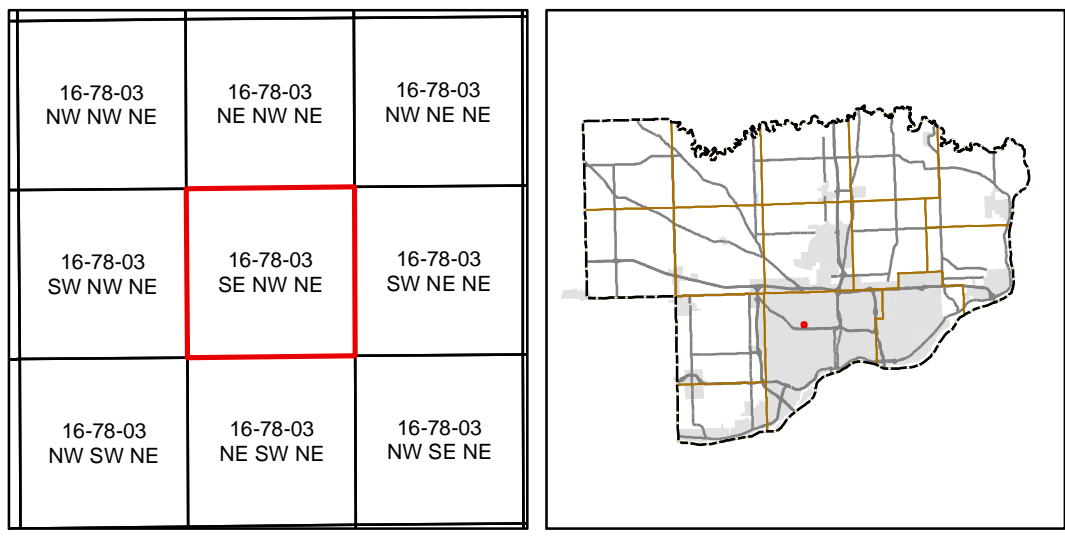 16-78-03
NW NW NE
16-78-03
NE NW NE
16-78-03
NW NE NE
16-78-03
SW NW NE
16-78-03
SE NW NE
16-78-03
SW NE NE
16-78-03
NW SW NE
16-78-03
NE SW NE
16-78-03
NW SE NE